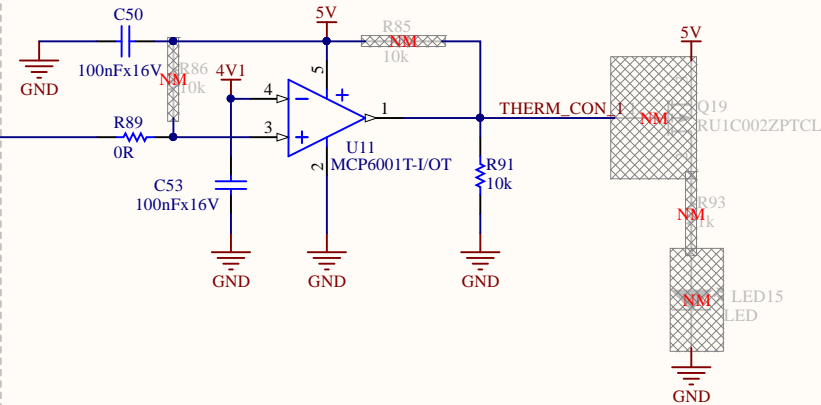 C50
5V
R85
NM
10k
5V
100nFx16V
R86
NM
10k
4V1
GND
5
4
1
THERM_CON_1
NM
Q19
RU1C002ZPTCL
R89
0R
3
U11
MCP6001T-I/OT
2
R91
10k
C53
100nFx16V
R93
NM
1k
GND
GND
GND
NM
LED15
LED
GND